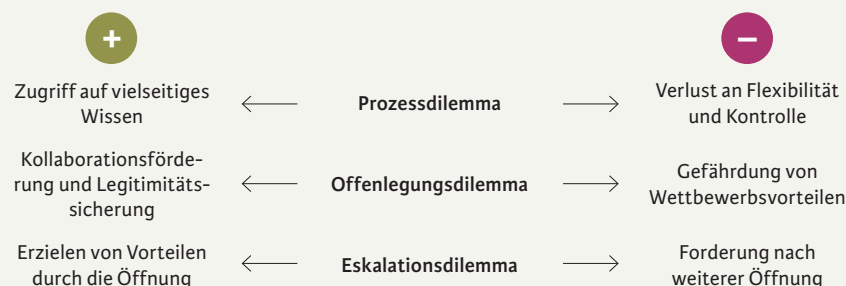 +
–
Zugriff auf vielseitiges
Wissen
Prozessdilemma
Verlust an Flexibilität
und Kontrolle
Kollaborationsförde-
rung und Legitimitäts-
sicherung
Offenlegungsdilemma
Gefährdung von
Wettbewerbsvorteilen
Erzielen von Vorteilen
durch die Öffnung
Eskalationsdilemma
Forderung nach
weiterer Öffnung